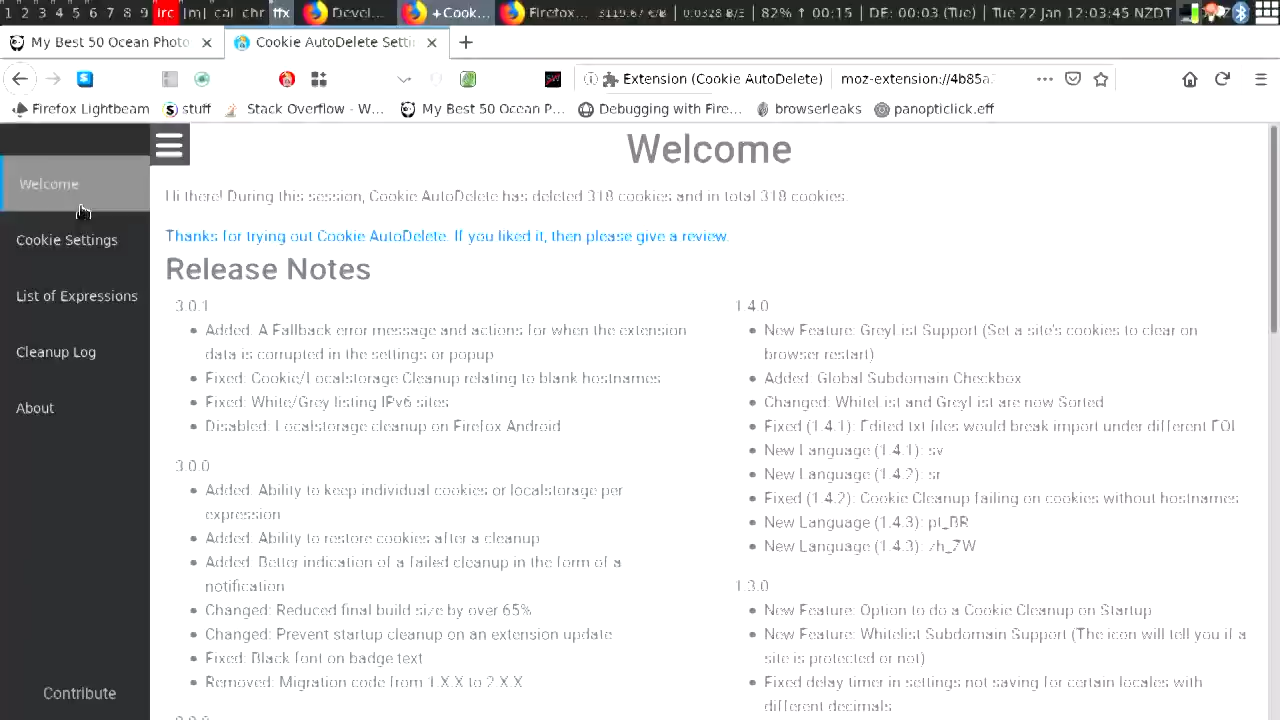 1 2 3 4 5 6 7 8 9 irc |m| cal chr ffx Devel... +Cook... Firefox... 82% ↑ 00:15 | E: 00:03 (Tue) | Tue 22 Jan 12:03:45 NZDT
My Best 50 Ocean Photo
Cookie AutoDelete Setti
Extension (Cookie AutoDelete)
moz-extension://4b85a
Firefox Lightbeam
stuff
Stack Overflow - W...
My Best 50 Ocean P...
Debugging with Fire...
browserleaks
panopticlick.eff
Welcome
Cookie Settings
List of Expressions
Cleanup Log
About
Contribute
Welcome
Hi there! During this session, Cookie AutoDelete has deleted 318 cookies and in total 318 cookies.
Thanks for trying out Cookie AutoDelete. If you liked it, then please give a review.
Release Notes
3.0.1
Added: A Fallback error message and actions for when the extension
data is corrupted in the settings or popup
Fixed: Cookie/Localstorage Cleanup relating to blank hostnames
Fixed: White/Grey listing IPv6 sites
Disabled: Localstorage cleanup on Firefox Android
3.0.0
Added: Ability to keep individual cookies or localstorage per
expression
Added: Ability to restore cookies after a cleanup
Added: Better indication of a failed cleanup in the form of a
notification
Changed: Reduced final build size by over 65%
Changed: Prevent startup cleanup on an extension update
Fixed: Black font on badge text
Removed: Migration code from 1.X.X to 2.X.X
1.4.0
New Feature: GreyList Support (Set a site's cookies to clear on
browser restart)
Added: Global Subdomain Checkbox
Changed: WhiteList and GreyList are now Sorted
Fixed (1.4.1): Edited txt files would break import under different EOL
New Language (1.4.1): sv
New Language (1.4.2): sr
Fixed (1.4.2): Cookie Cleanup failing on cookies without hostnames
New Language (1.4.3): pt_BR
New Language (1.4.3): zh_TW
1.3.0
New Feature: Option to do a Cookie Cleanup on Startup
New Feature: Whitelist Subdomain Support (The icon will tell you if a
site is protected or not)
Fixed delay timer in settings not saving for certain locales with
different decimals